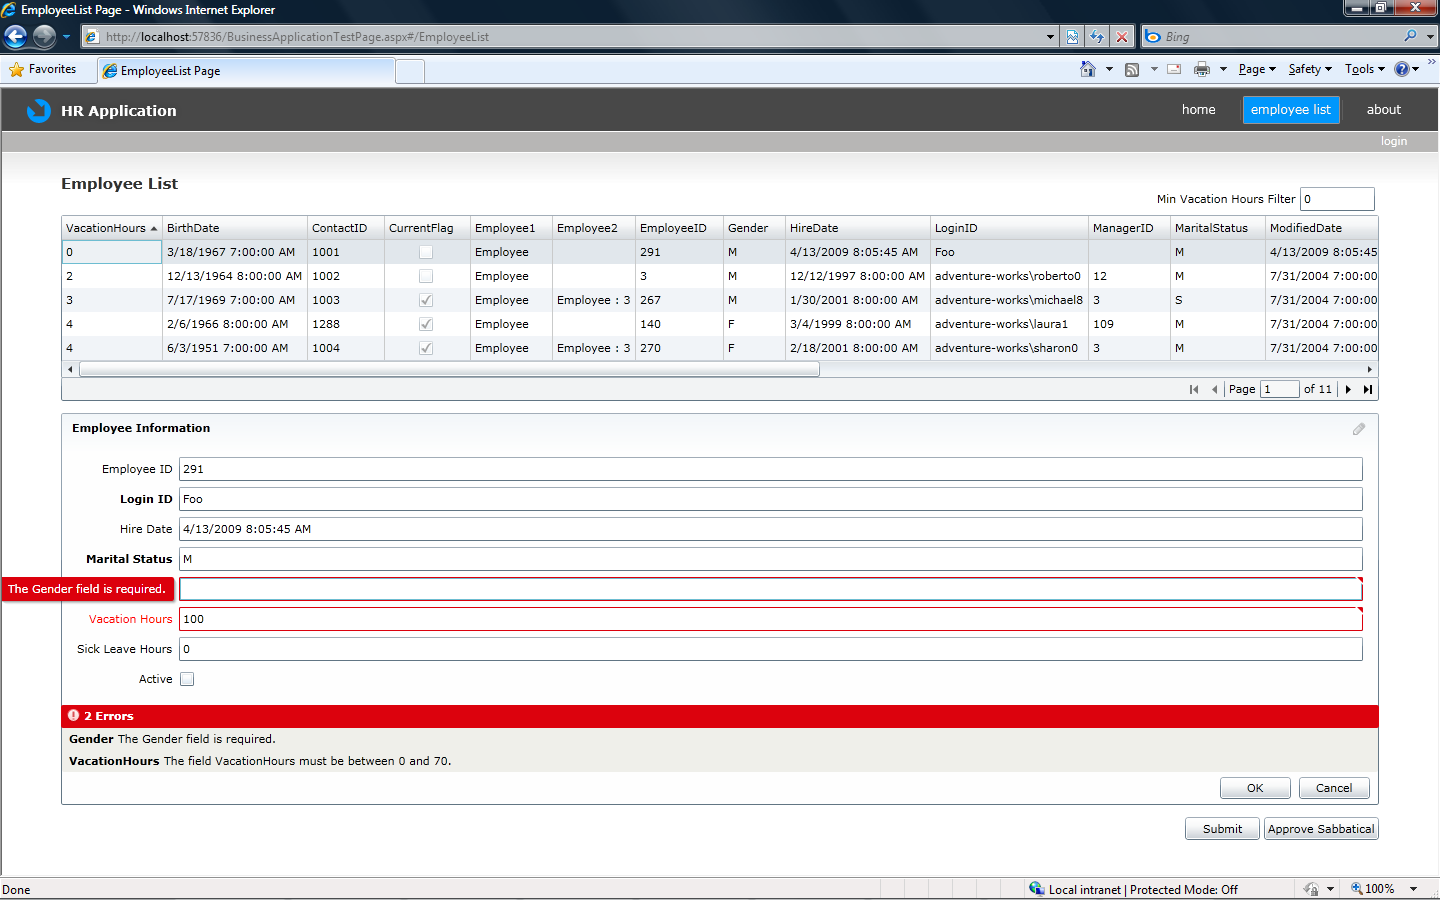 EmployeeList Page - Windows Internet Explorer
http://localhost:57836/BusinessApplicationTestPage.aspx#/EmployeeList
Bing
Favorites
EmployeeList Page
Page Safety Tools
HR Application
home employee list about
login
Employee List
Min Vacation Hours Filter 0
VacationHours BirthDate ContactID CurrentFlag Employee1 Employee2 EmployeeID Gender HireDate LoginID ManagerID MaritalStatus ModifiedDate
0 3/18/1967 7:00:00 AM 1001 Employee 291 M 4/13/2009 8:05:45 AM Foo M 4/13/2009 8:05:45
2 12/13/1964 8:00:00 AM 1002 Employee 3 M 12/12/1997 8:00:00 AM adventure-works\roberto0 12 M 7/31/2004 7:00:00
3 7/17/1969 7:00:00 AM 1003 Employee Employee : 3 267 M 1/30/2001 8:00:00 AM adventure-works\michael8 3 S 7/31/2004 7:00:00
4 2/6/1966 8:00:00 AM 1288 Employee 140 F 3/4/1999 8:00:00 AM adventure-works\laura1 109 M 7/31/2004 7:00:00
4 6/3/1951 7:00:00 AM 1004 Employee Employee : 3 270 F 2/18/2001 8:00:00 AM adventure-works\sharon0 3 M 7/31/2004 7:00:00
Page 1 of 11
Employee Information
Employee ID 291
Login ID Foo
Hire Date 4/13/2009 8:05:45 AM
Marital Status M
The Gender field is required.
Vacation Hours 100
Sick Leave Hours 0
Active
2 Errors
Gender The Gender field is required.
VacationHours The field VacationHours must be between 0 and 70.
OK Cancel
Submit Approve Sabbatical
Done Local intranet | Protected Mode: Off 100%